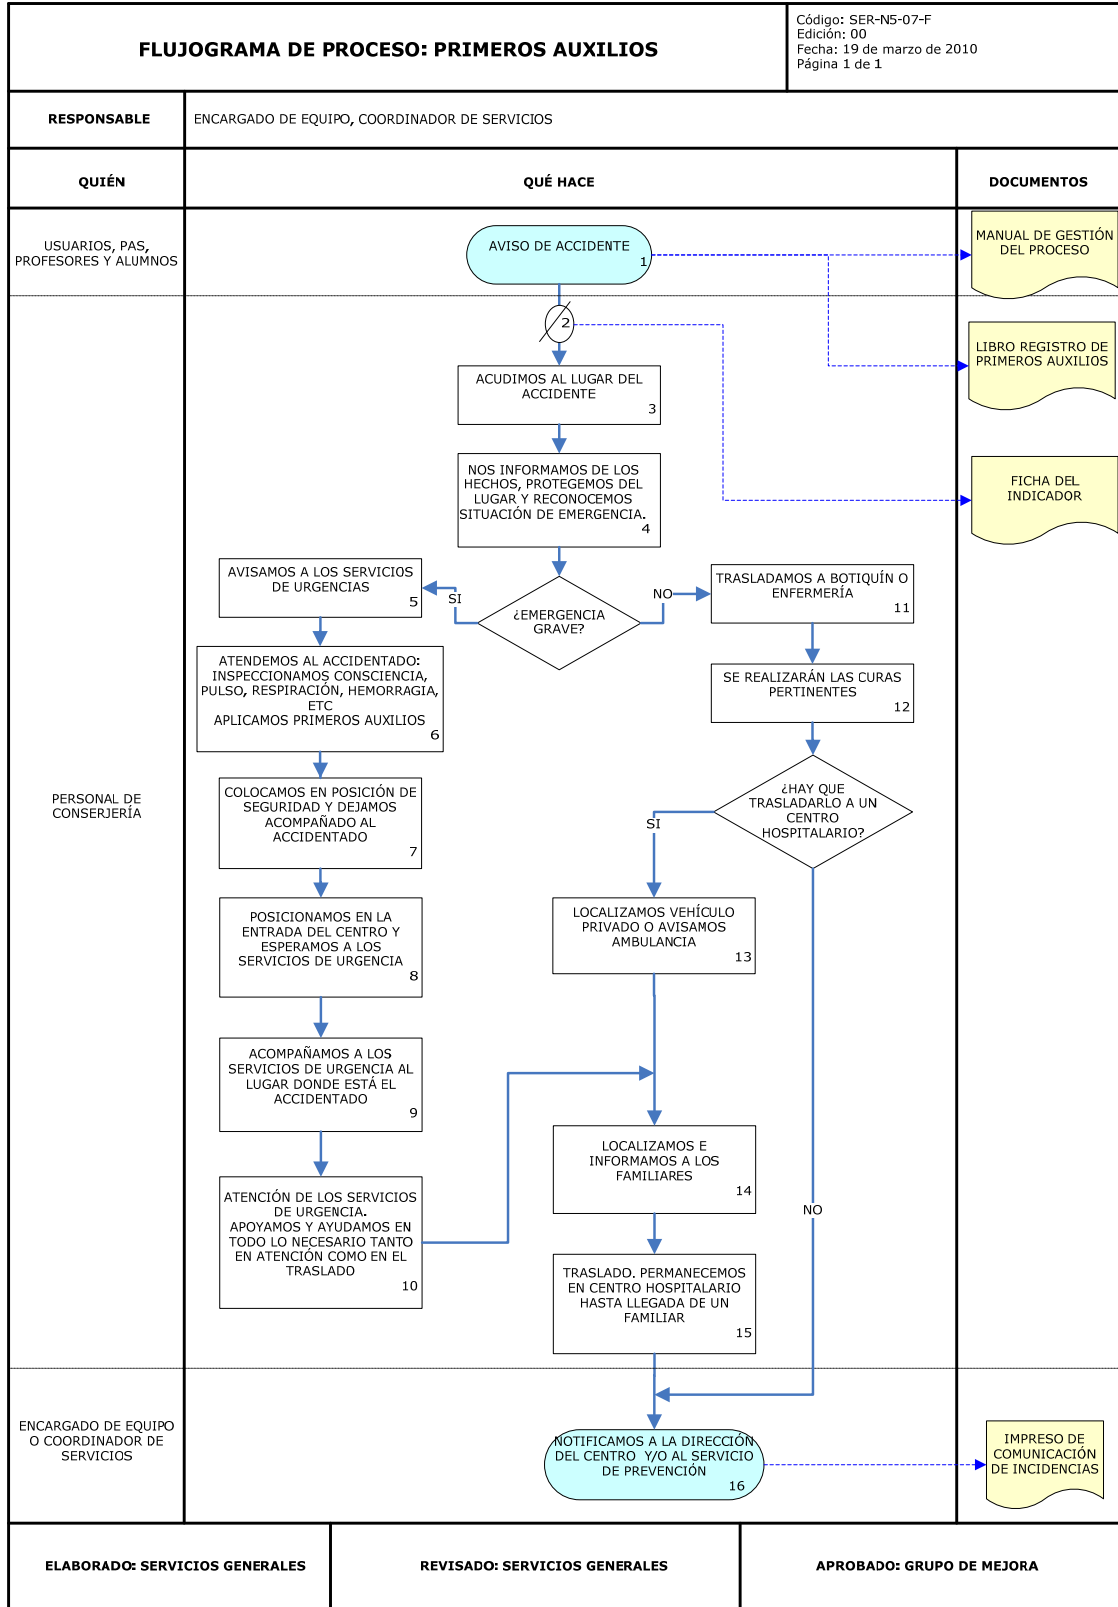 FLUJOGRAMA DE PROCESO: PRIMEROS AUXILIOS
Código: SER-N5-07-F
Edición: 00
Fecha: 19 de marzo de 2010
Página 1 de 1
RESPONSABLE
ENCARGADO DE EQUIPO, COORDINADOR DE SERVICIOS
QUIÉN
QUÉ HACE
DOCUMENTOS
USUARIOS, PAS,
PROFESORES Y ALUMNOS
AVISO DE ACCIDENTE
1
MANUAL DE GESTIÓN
DEL PROCESO
2
LIBRO REGISTRO DE
PRIMEROS AUXILIOS
ACUDIMOS AL LUGAR DEL
ACCIDENTE
3
NOS INFORMAMOS DE LOS
HECHOS, PROTEGEMOS DEL
LUGAR Y RECONOCEMOS
SITUACIÓN DE EMERGENCIA.
4
FICHA DEL
INDICADOR
¿EMERGENCIA
GRAVE?
SI
NO
AVISAMOS A LOS SERVICIOS
DE URGENCIAS
5
TRASLADAMOS A BOTIQUÍN O
ENFERMERÍA
11
ATENDEMOS AL ACCIDENTADO:
INSPECCIONAMOS CONSCIENCIA,
PULSO, RESPIRACIÓN, HEMORRAGIA,
ETC
APLICAMOS PRIMEROS AUXILIOS
6
SE REALIZARÁN LAS CURAS
PERTINENTES
12
PERSONAL DE
CONSERJERÍA
COLOCAMOS EN POSICIÓN DE
SEGURIDAD Y DEJAMOS
ACOMPAÑADO AL
ACCIDENTADO
7
¿HAY QUE
TRASLADARLO A UN
CENTRO
HOSPITALARIO?
SI
NO
POSICIONAMOS EN LA
ENTRADA DEL CENTRO Y
ESPERAMOS A LOS
SERVICIOS DE URGENCIA
8
LOCALIZAMOS VEHÍCULO
PRIVADO O AVISAMOS
AMBULANCIA
13
ACOMPAÑAMOS A LOS
SERVICIOS DE URGENCIA AL
LUGAR DONDE ESTÁ EL
ACCIDENTADO
9
LOCALIZAMOS E
INFORMAMOS A LOS
FAMILIARES
14
ATENCIÓN DE LOS SERVICIOS
DE URGENCIA.
APOYAMOS Y AYUDAMOS EN
TODO LO NECESARIO TANTO
EN ATENCIÓN COMO EN EL
TRASLADO
10
TRASLADO. PERMANECEMOS
EN CENTRO HOSPITALARIO
HASTA LLEGADA DE UN
FAMILIAR
15
ENCARGADO DE EQUIPO
O COORDINADOR DE
SERVICIOS
NOTIFICAMOS A LA DIRECCIÓN
DEL CENTRO Y/O AL SERVICIO
DE PREVENCIÓN
16
IMPRESO DE
COMUNICACIÓN
DE INCIDENCIAS
ELABORADO: SERVICIOS GENERALES
REVISADO: SERVICIOS GENERALES
APROBADO: GRUPO DE MEJORA